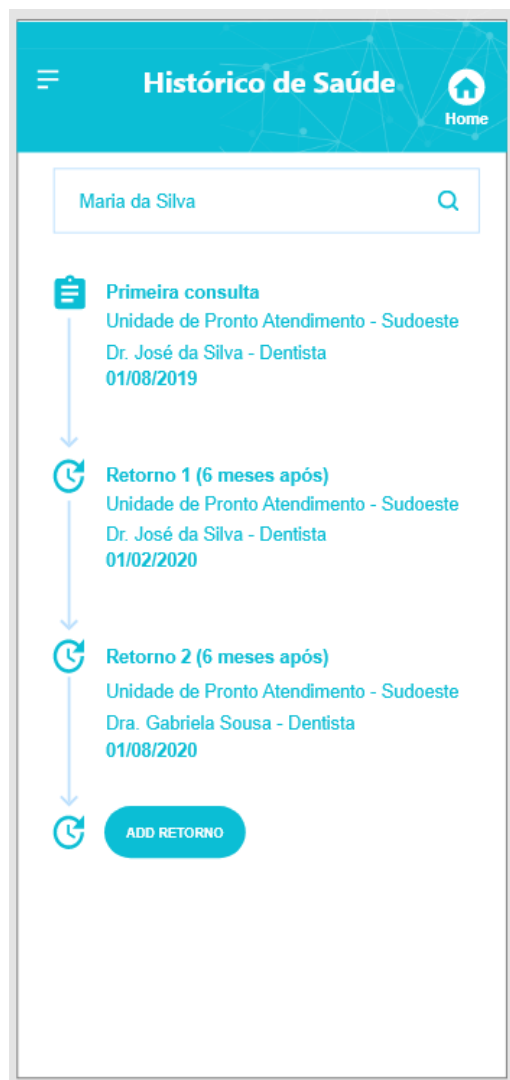 Histórico de Saúde
Home
Maria da Silva
Primeira consulta
Unidade de Pronto Atendimento - Sudoeste
Dr. José da Silva - Dentista
01/08/2019
Retorno 1 (6 meses após)
Unidade de Pronto Atendimento - Sudoeste
Dr. José da Silva - Dentista
01/02/2020
Retorno 2 (6 meses após)
Unidade de Pronto Atendimento - Sudoeste
Dra. Gabriela Sousa - Dentista
01/08/2020
ADD RETORNO